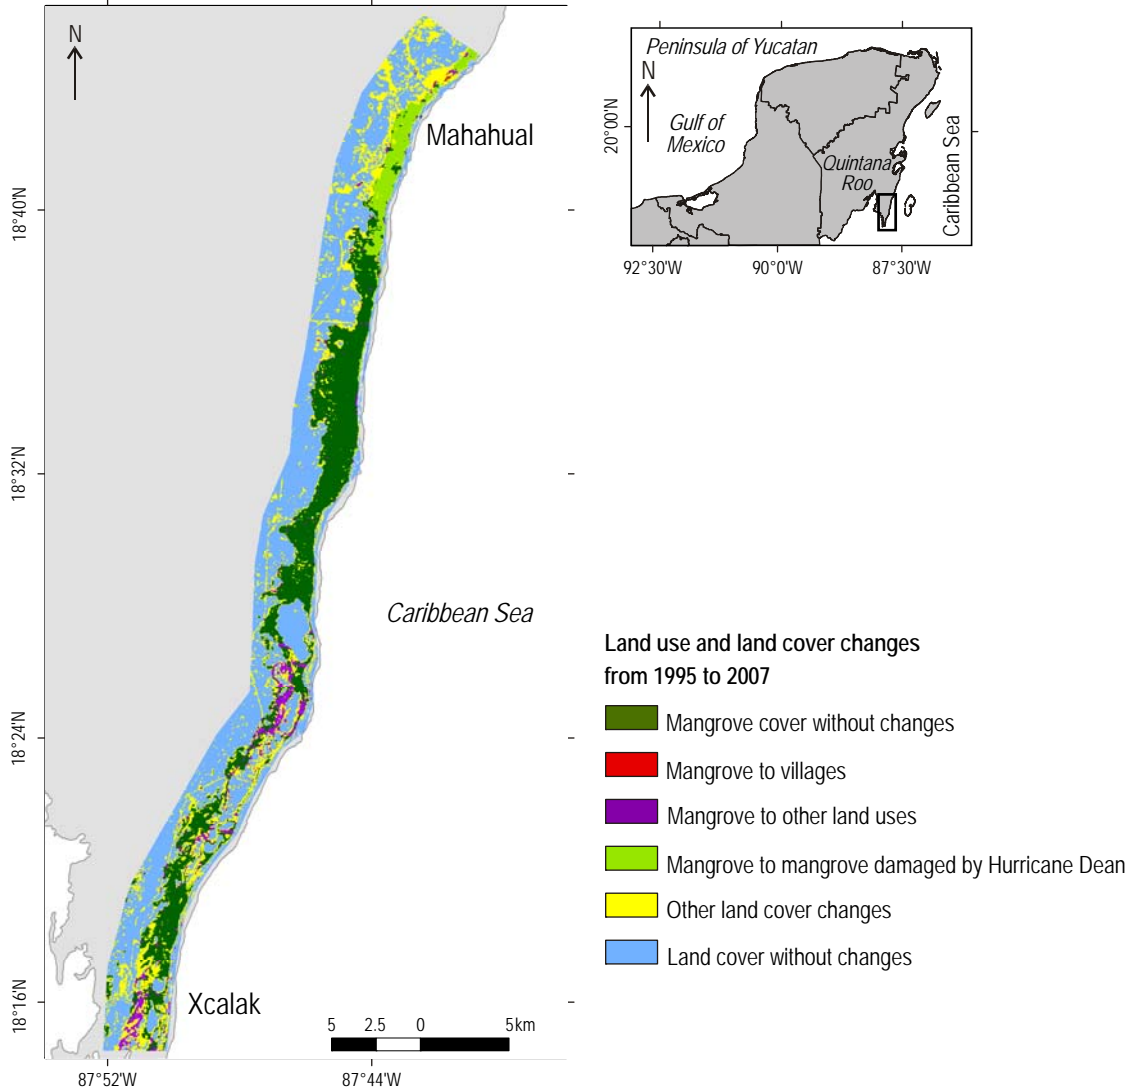 N
Mahahual
18°40'N
18°32'N
Caribbean Sea
18°24'N
Xcalak
18°16'N
5 2.5 0 5km
87°52'W 87°44'W
Peninsula of Yucatan
N
20°00'N
Gulf of
Mexico
Quintana
Roo
Caribbean Sea
92°30'W 90°0'W 87°30'W
Land use and land cover changes
from 1995 to 2007
Mangrove cover without changes
Mangrove to villages
Mangrove to other land uses
Mangrove to mangrove damaged by Hurricane Dean
Other land cover changes
Land cover without changes